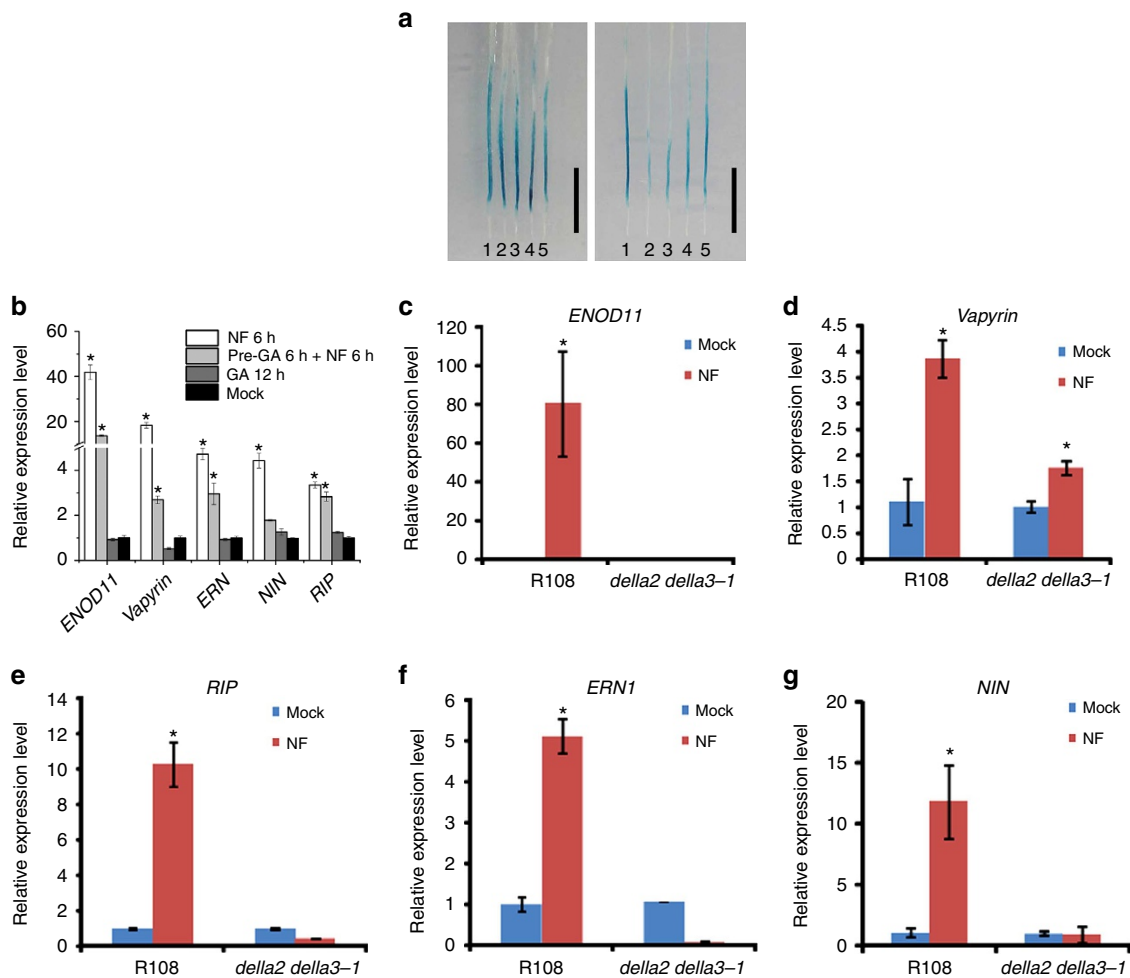 a
1 2 3 4 5
1 2 3 4 5
b
Relative expression level
60
40
20
4
2
0
NF 6 h
Pre-GA 6 h + NF 6 h
GA 12 h
Mock
* * * * * * * *
ENOD11 Vapyrin ERN NIN RIP
c
ENOD11
Relative expression level
120
100
80
60
40
20
0
*
Mock
NF
R108 della2 della3–1
d
Vapyrin
Relative expression level
4.5
4
3.5
3
2.5
2
1.5
1
0.5
0
* *
Mock
NF
R108 della2 della3–1
e
RIP
Relative expression level
14
12
10
8
6
4
2
0
*
Mock
NF
R108 della2 della3–1
f
ERN1
Relative expression level
6
5
4
3
2
1
0
*
Mock
NF
R108 della2 della3–1
g
NIN
Relative expression level
20
15
10
5
0
*
Mock
NF
R108 della2 della3–1